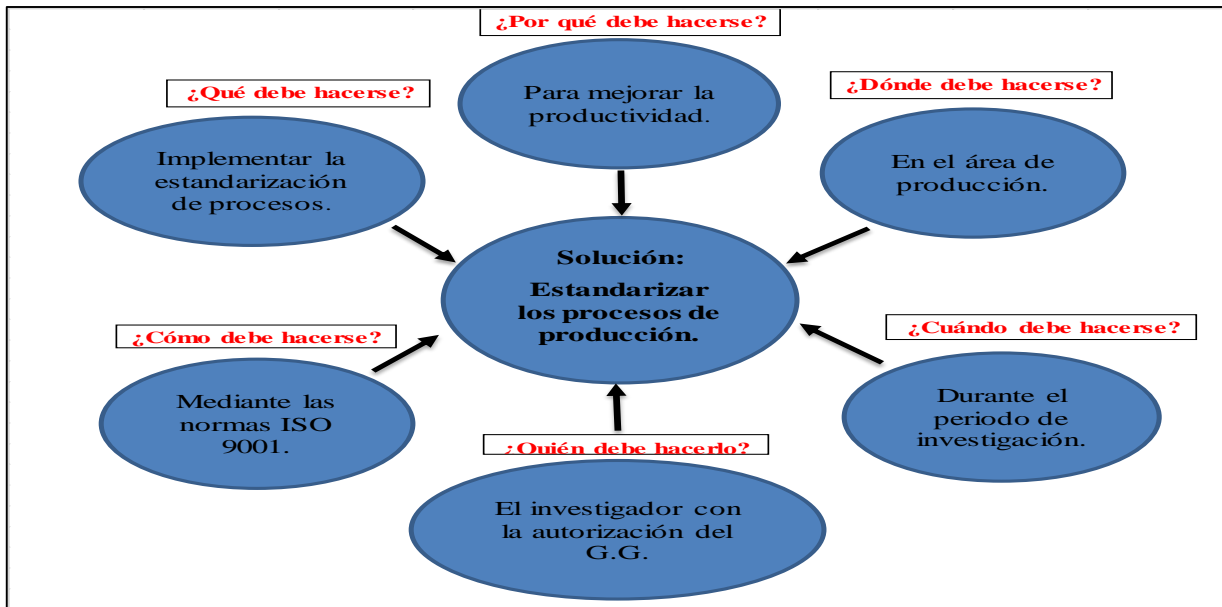 ¿Por qué debe hacerse?
Para mejorar la
productividad.
¿Qué debe hacerse?
Implementar la
estandarización
de procesos.
¿Dónde debe hacerse?
En el área de
producción.
Solución:
Estandarizar
los procesos de
producción.
¿Cómo debe hacerse?
Mediante las
normas ISO
9001.
¿Cuándo debe hacerse?
Durante el
periodo de
investigación.
¿Quién debe hacerlo?
El investigador con
la autorización del
G.G.